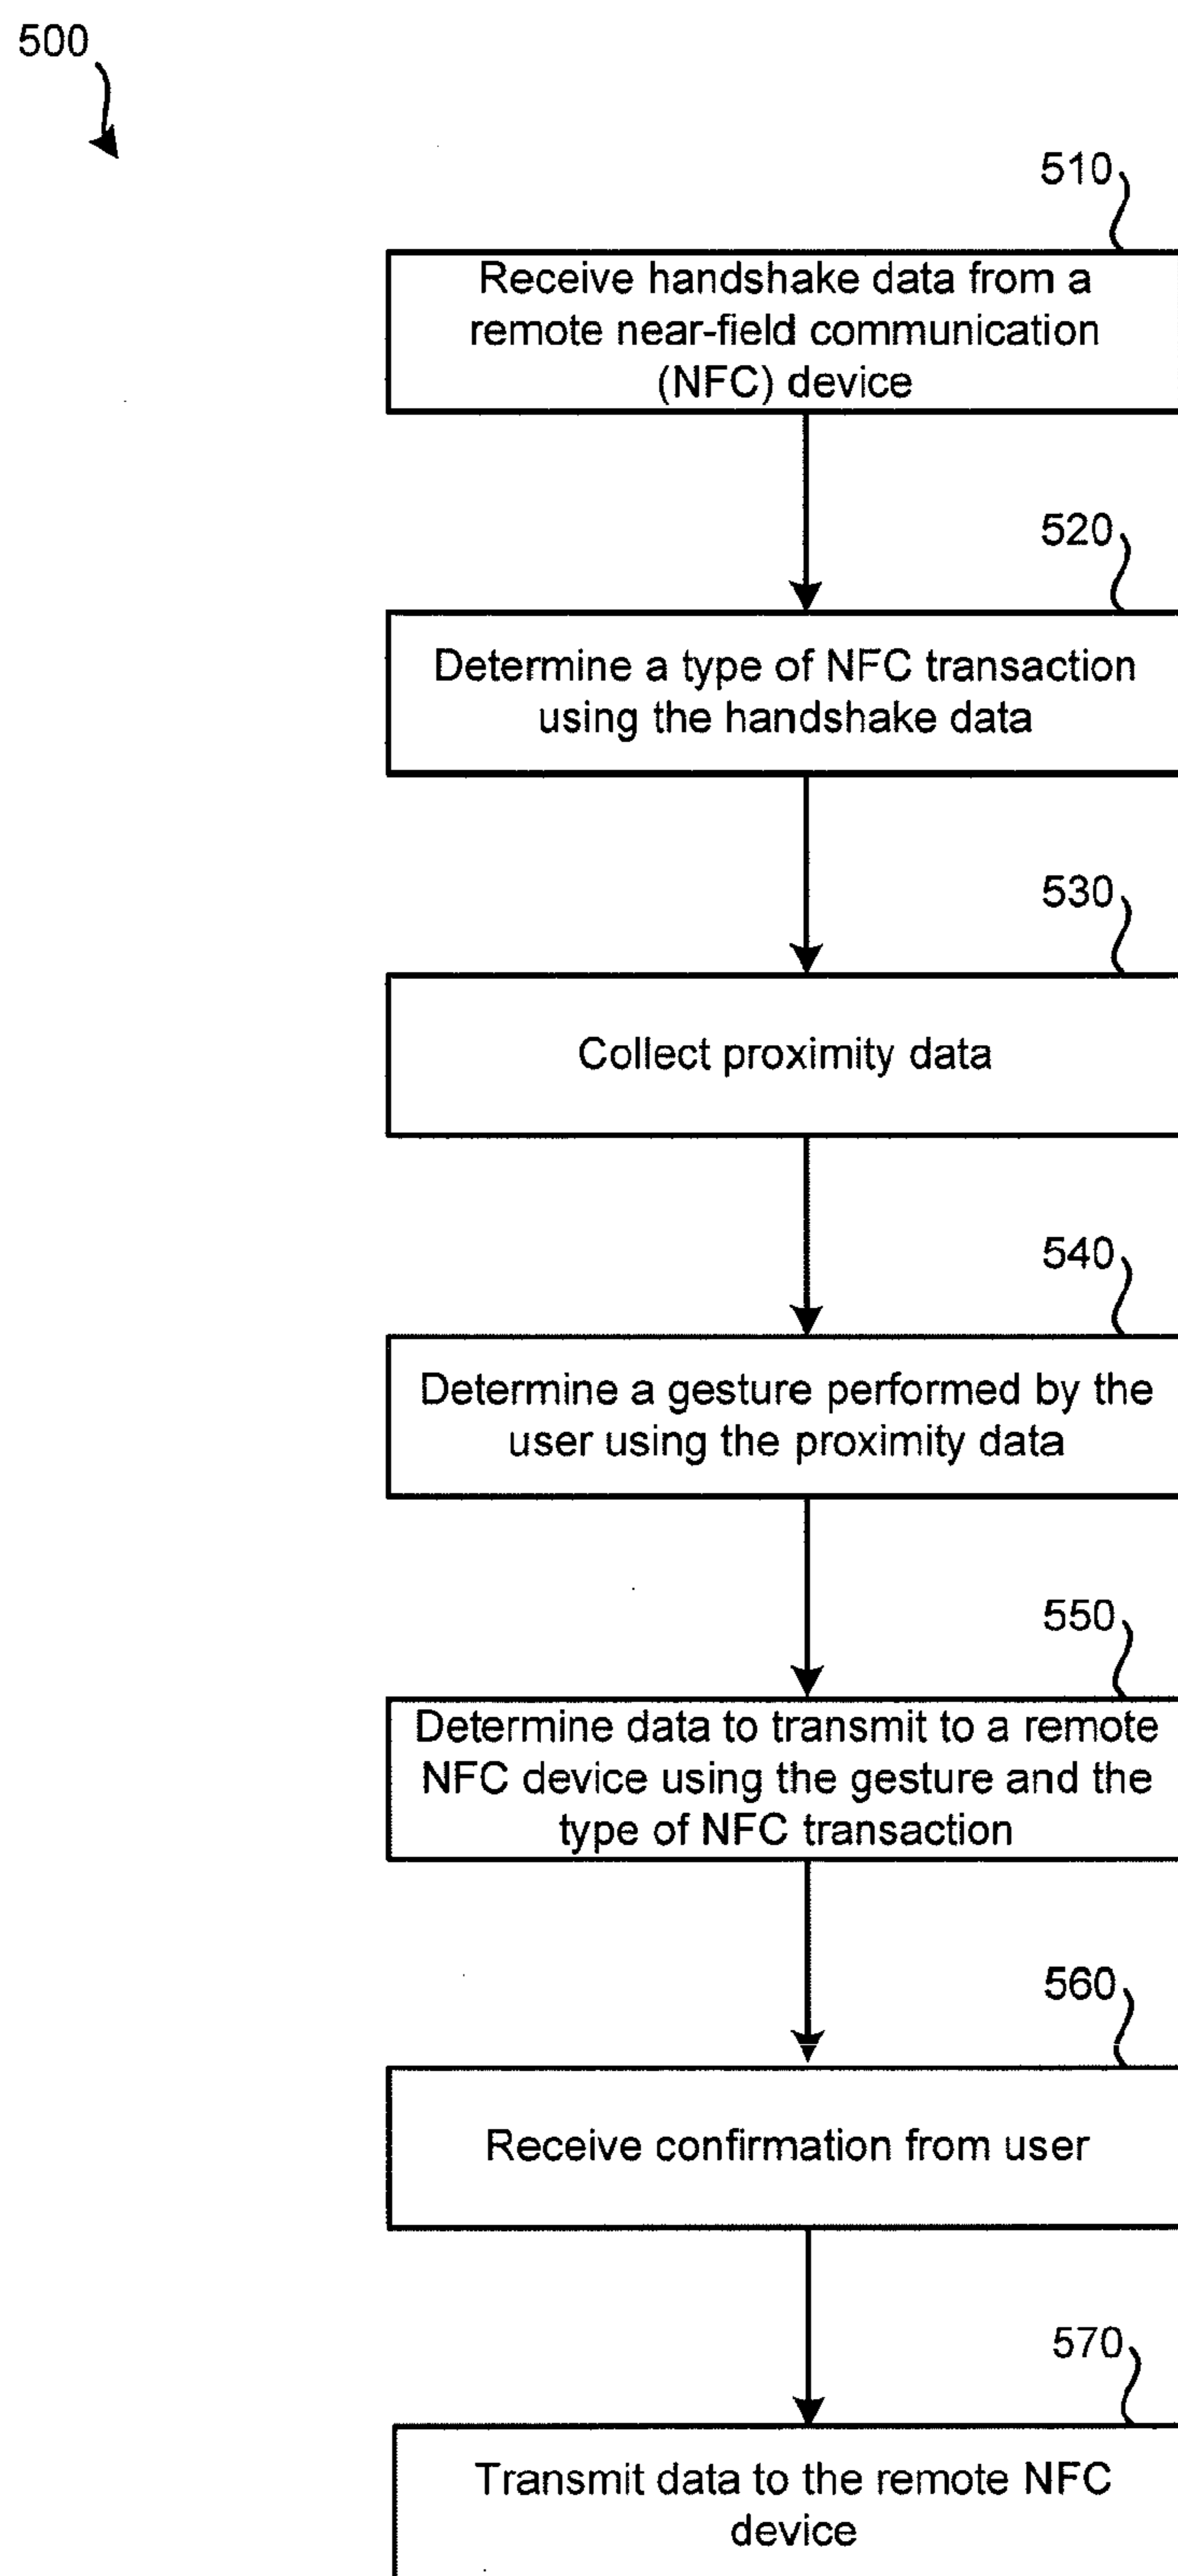 500
510
Receive handshake data from a
remote near-field communication
(NFC) device
520
Determine a type of NFC transaction
using the handshake data
530
Collect proximity data
540
Determine a gesture performed by the
user using the proximity data
550
Determine data to transmit to a remote
NFC device using the gesture and the
type of NFC transaction
560
Receive confirmation from user
570
Transmit data to the remote NFC
device